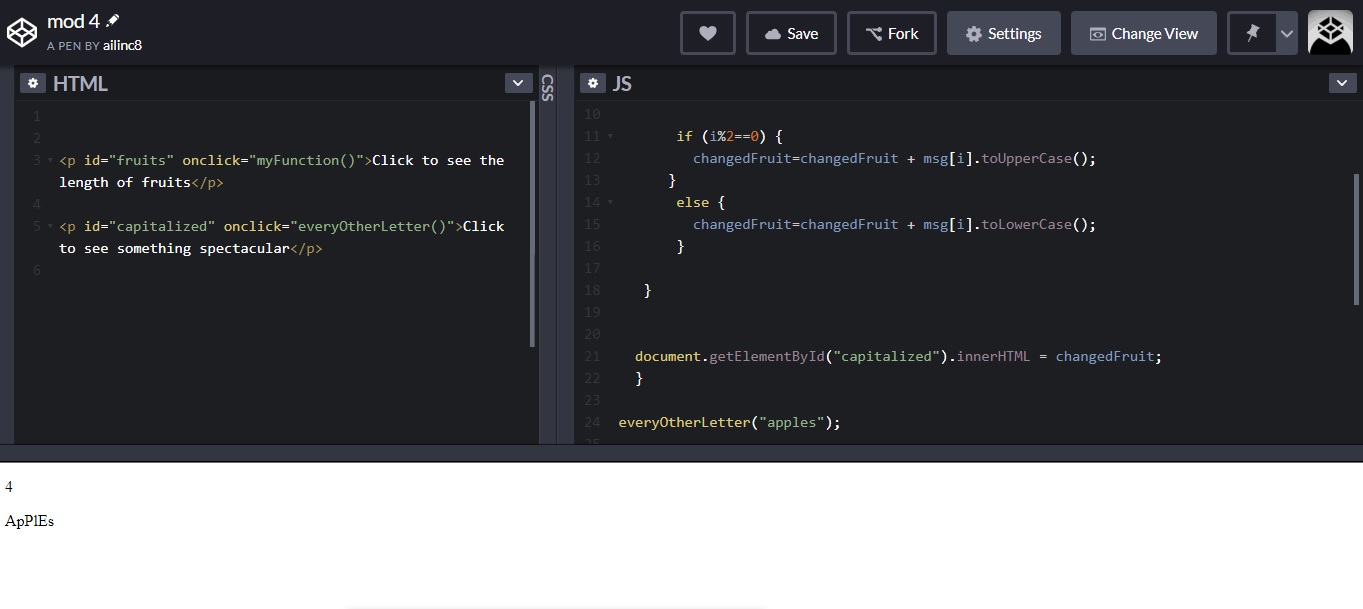 mod 4
A PEN BY ailinc8
Save
Fork
Settings
Change View
HTML
1
2
3 <p id="fruits" onclick="myFunction()">Click to see the
length of fruits</p>
4
5 <p id="capitalized" onclick="everyOtherLetter()">Click
to see something spectacular</p>
6
CSS
JS
10
11 if (i%2==0) {
12 changedFruit=changedFruit + msg[i].toUpperCase();
13 }
14 else {
15 changedFruit=changedFruit + msg[i].toLowerCase();
16 }
17
18 }
19
20
21 document.getElementById("capitalized").innerHTML = changedFruit;
22 }
23
24 everyOtherLetter("apples");
25
4
ApPlEs